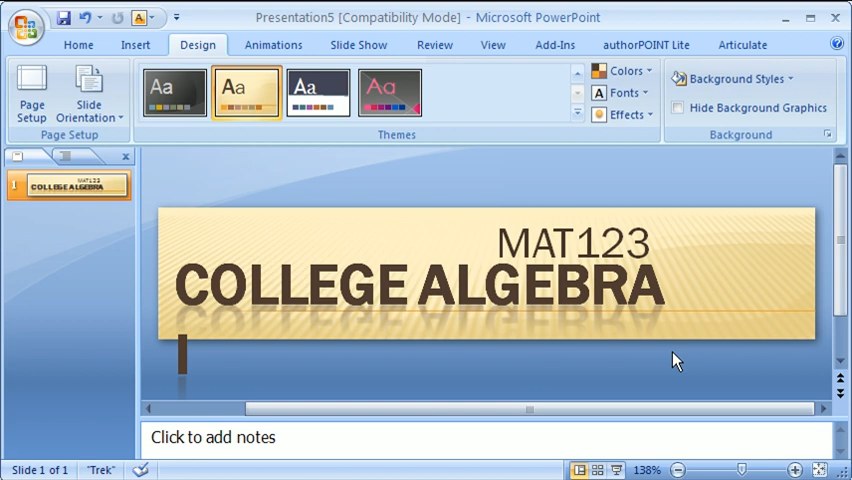 Presentation5 [Compatibility Mode] - Microsoft PowerPoint
Home Insert Design Animations Slide Show Review View Add-Ins authorPOINT Lite Articulate
Aa Aa Aa Aa
Colors
Fonts
Effects
Background Styles
Hide Background Graphics
Page Setup
Slide Orientation
Page Setup Themes Background
1
MAT123
COLLEGE ALGEBRA
MAT123
COLLEGE ALGEBRA
I
Click to add notes
Slide 1 of 1 "Trek" 138%